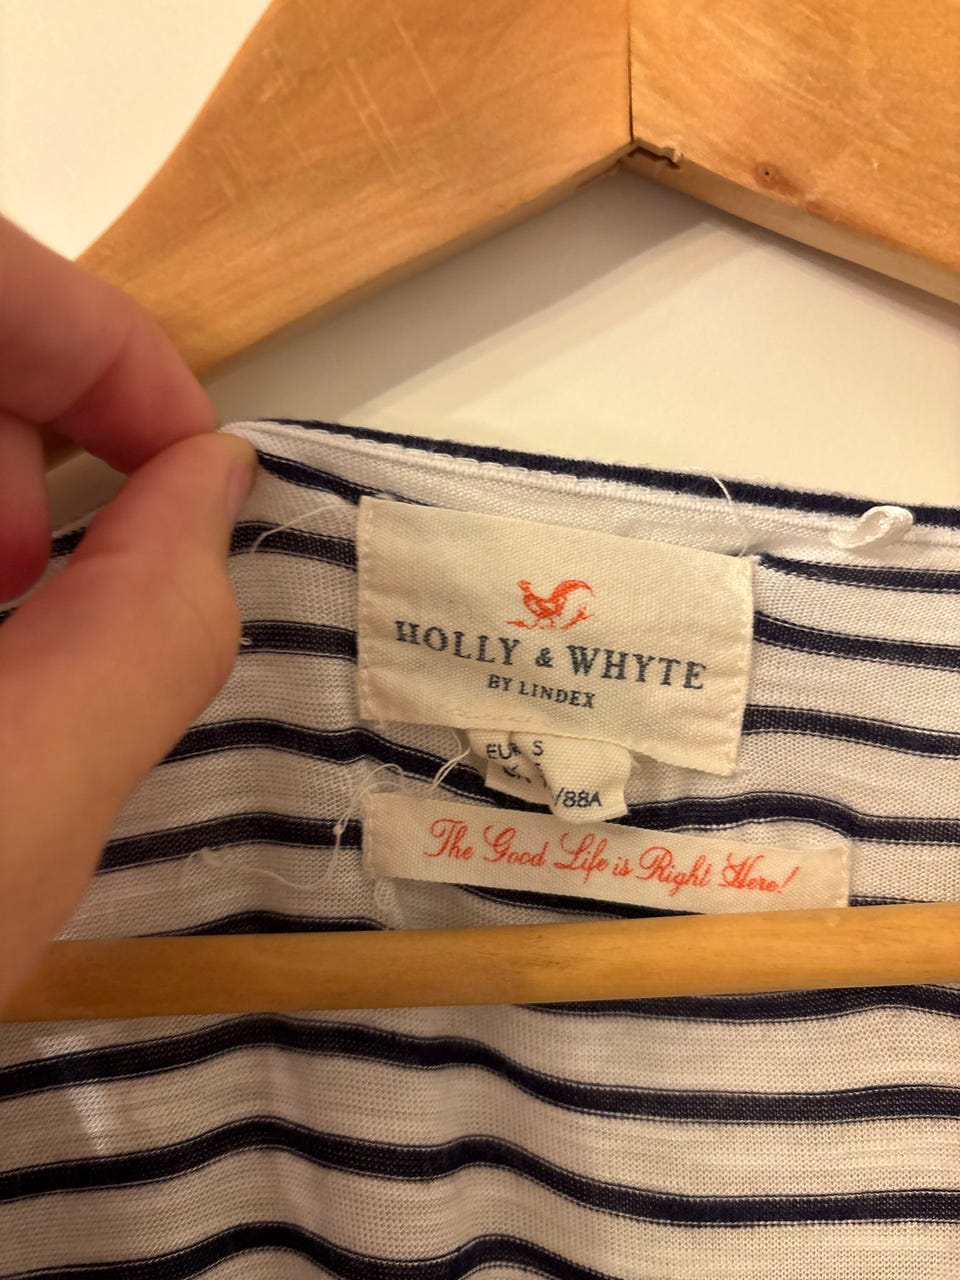 HOLLY & WHYTE
BY LINDEX
EUR S
/88A
The Good Life is Right Here!